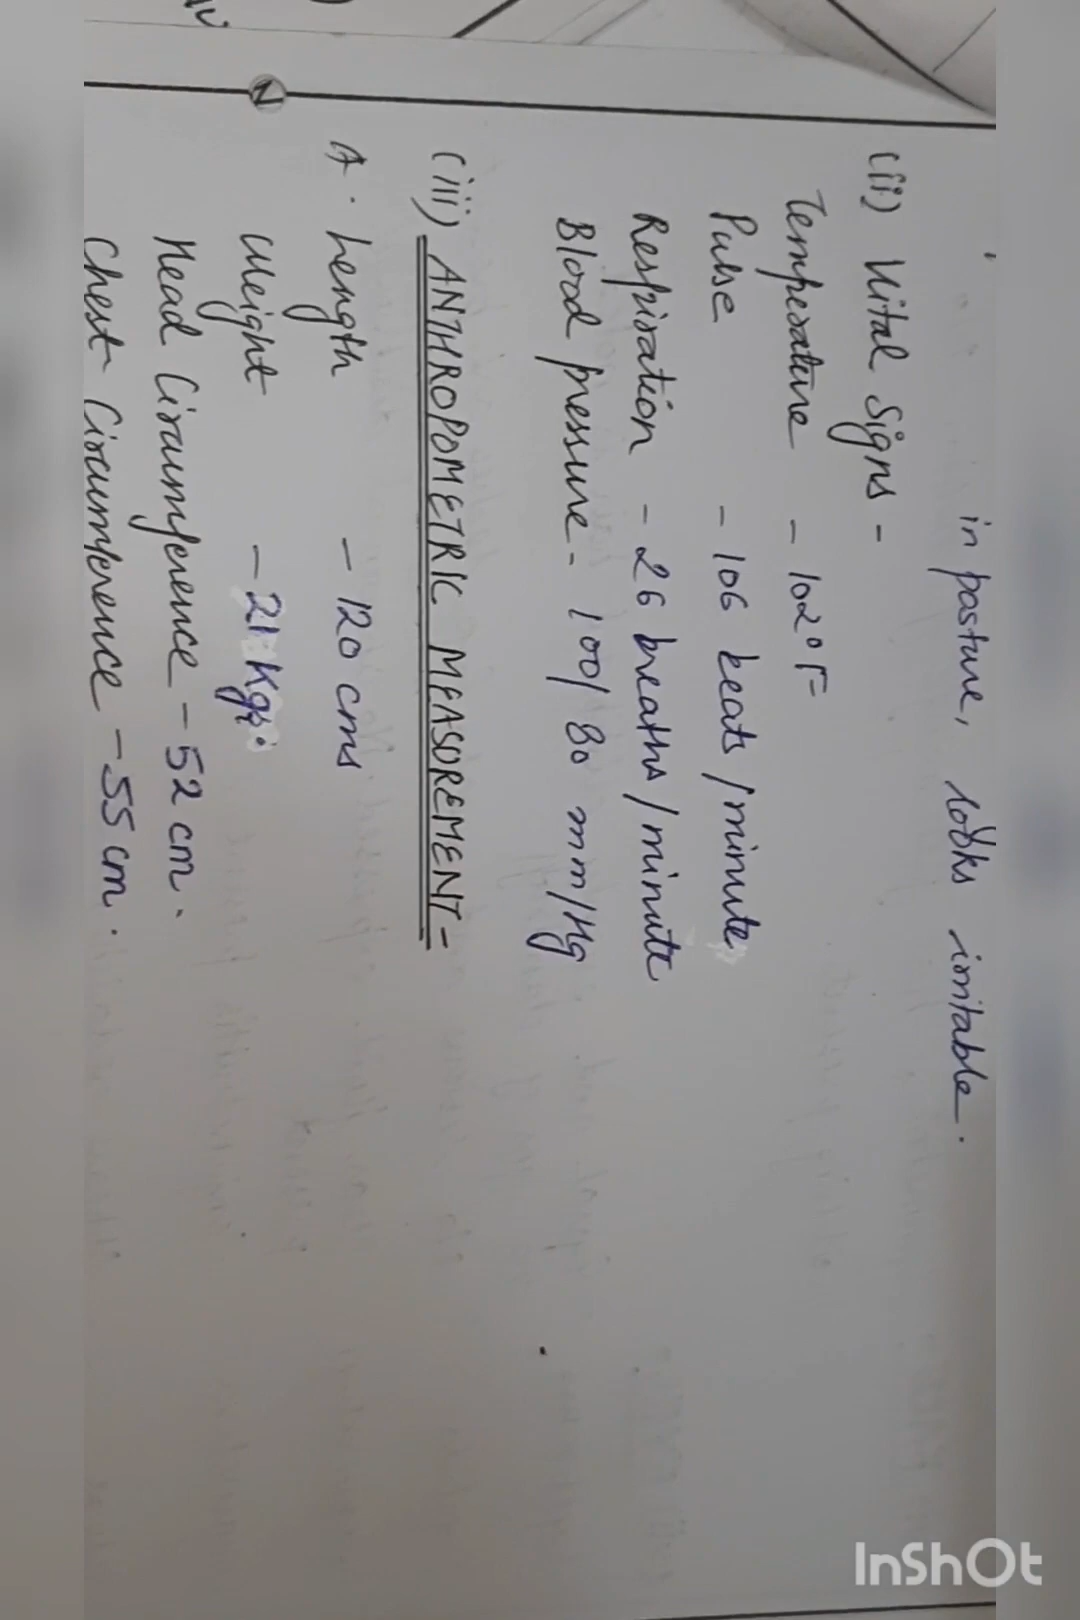 in posture, looks irritable.
(ii) Vital Signs -
Temperature - 102°F
Pulse - 106 beats/minute
Respiration - 26 breaths/minute
Blood pressure - 100/80 mm/Hg
(iii) ANTHROPOMETRIC MEASUREMENT -
A. Length - 120 cms
Weight - 21 Kgs.
Head Circumference - 52 cm.
Chest Circumference - 55 cm.
N
InShOt